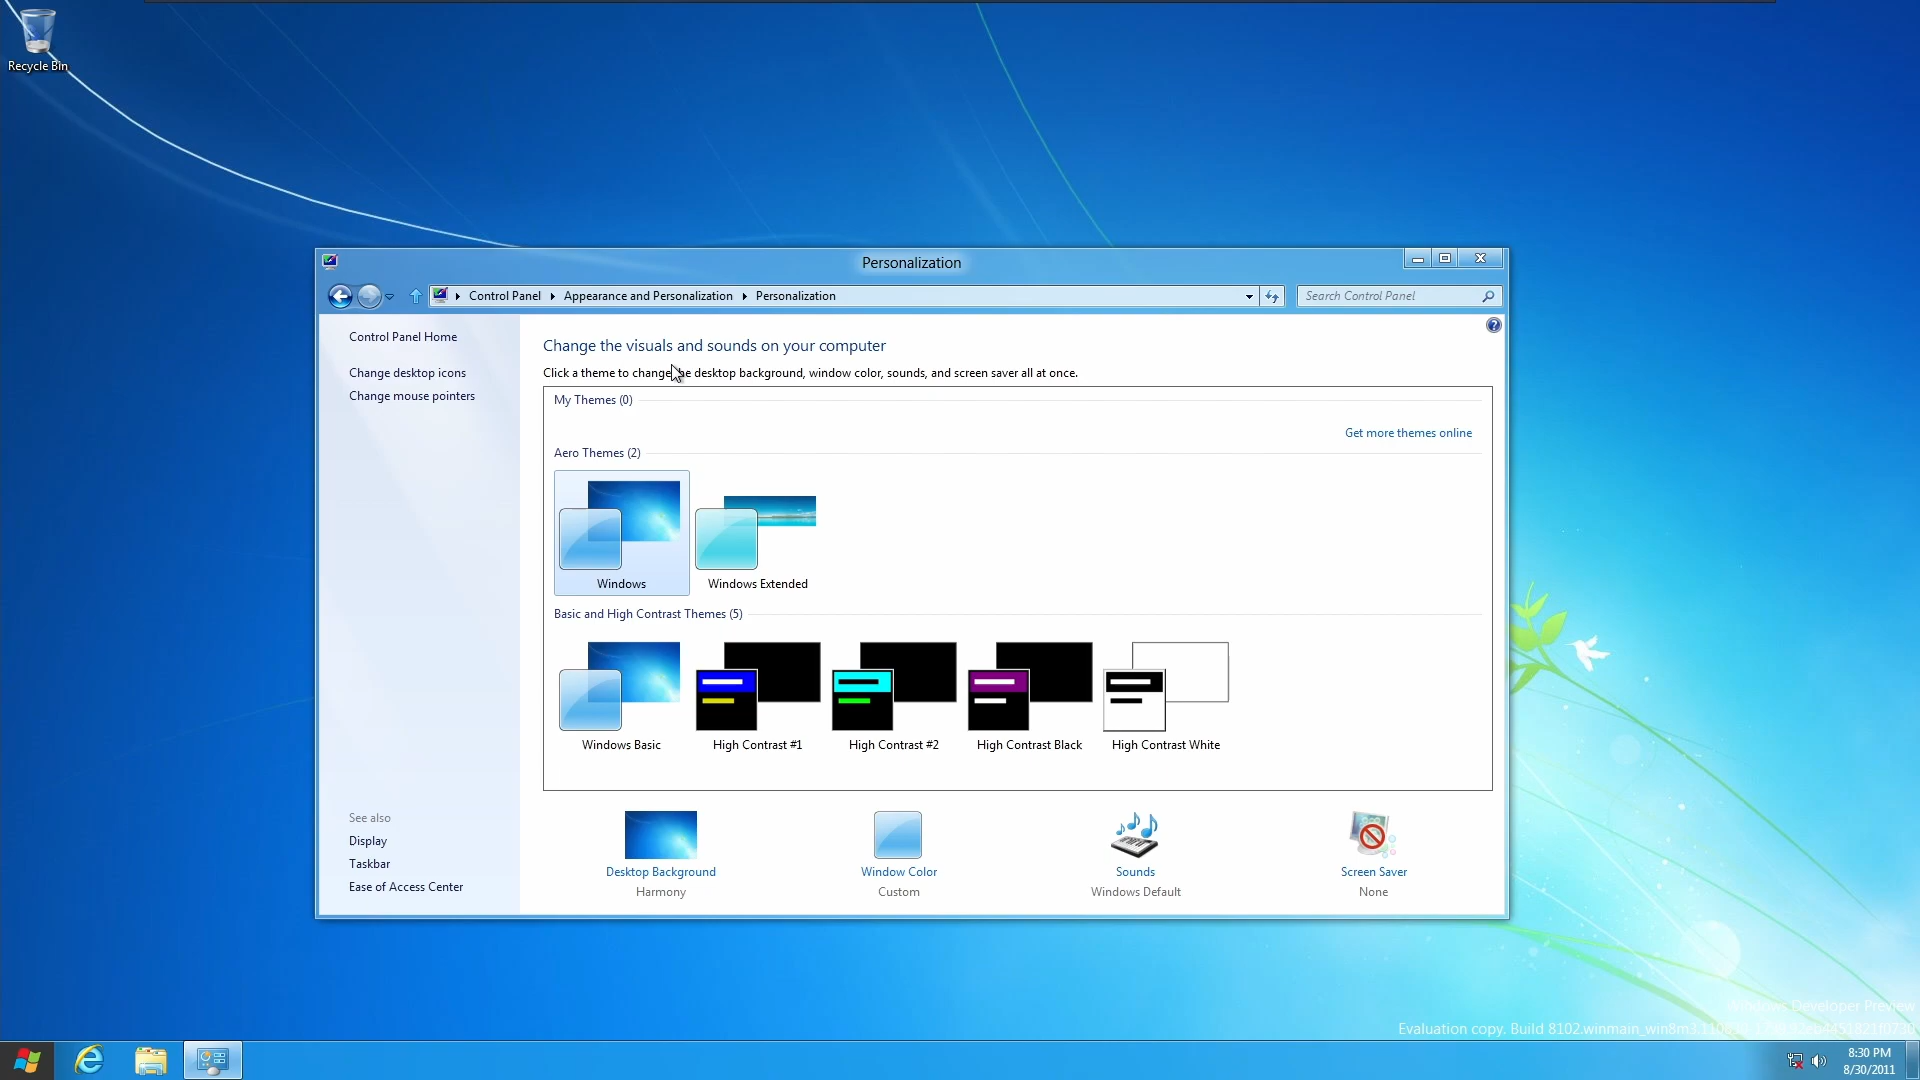 Recycle Bin
Personalization
Control Panel
Appearance and Personalization
Personalization
Search Control Panel
Control Panel Home
Change desktop icons
Change mouse pointers
Change the visuals and sounds on your computer
Click a theme to change the desktop background, window color, sounds, and screen saver all at once.
My Themes (0)
Get more themes online
Aero Themes (2)
Windows
Windows Extended
Basic and High Contrast Themes (5)
Windows Basic
High Contrast #1
High Contrast #2
High Contrast Black
High Contrast White
See also
Display
Taskbar
Ease of Access Center
Desktop Background
Harmony
Window Color
Custom
Sounds
Windows Default
Screen Saver
None
Windows Developer Preview
Evaluation copy. Build 8102.winmain_win8m3
8:30 PM
8/30/2011